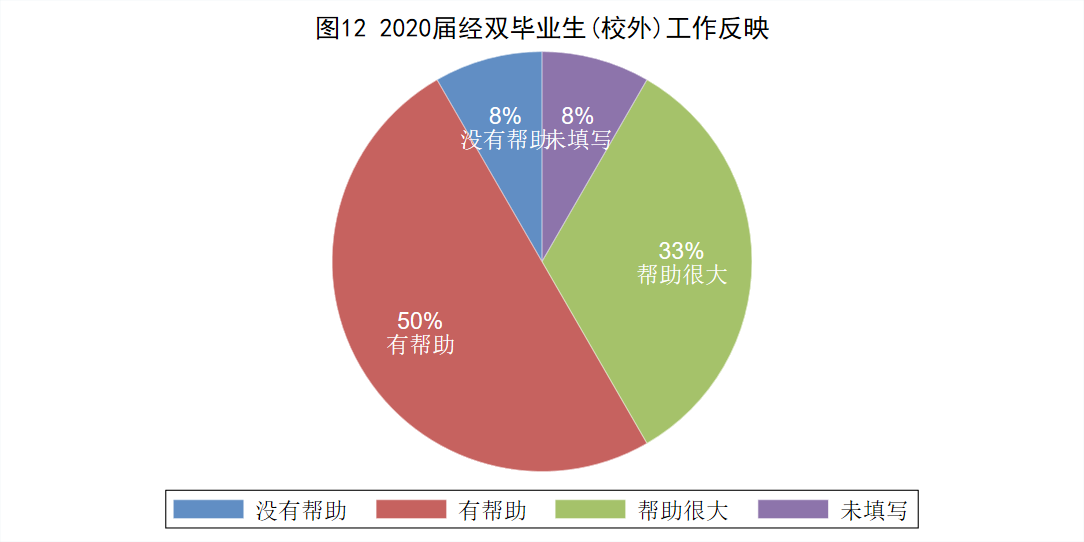 图12 2020届经双毕业生(校外)工作反映
8%
没有帮助
8%
未填写
33%
帮助很大
50%
有帮助
没有帮助 有帮助 帮助很大 未填写